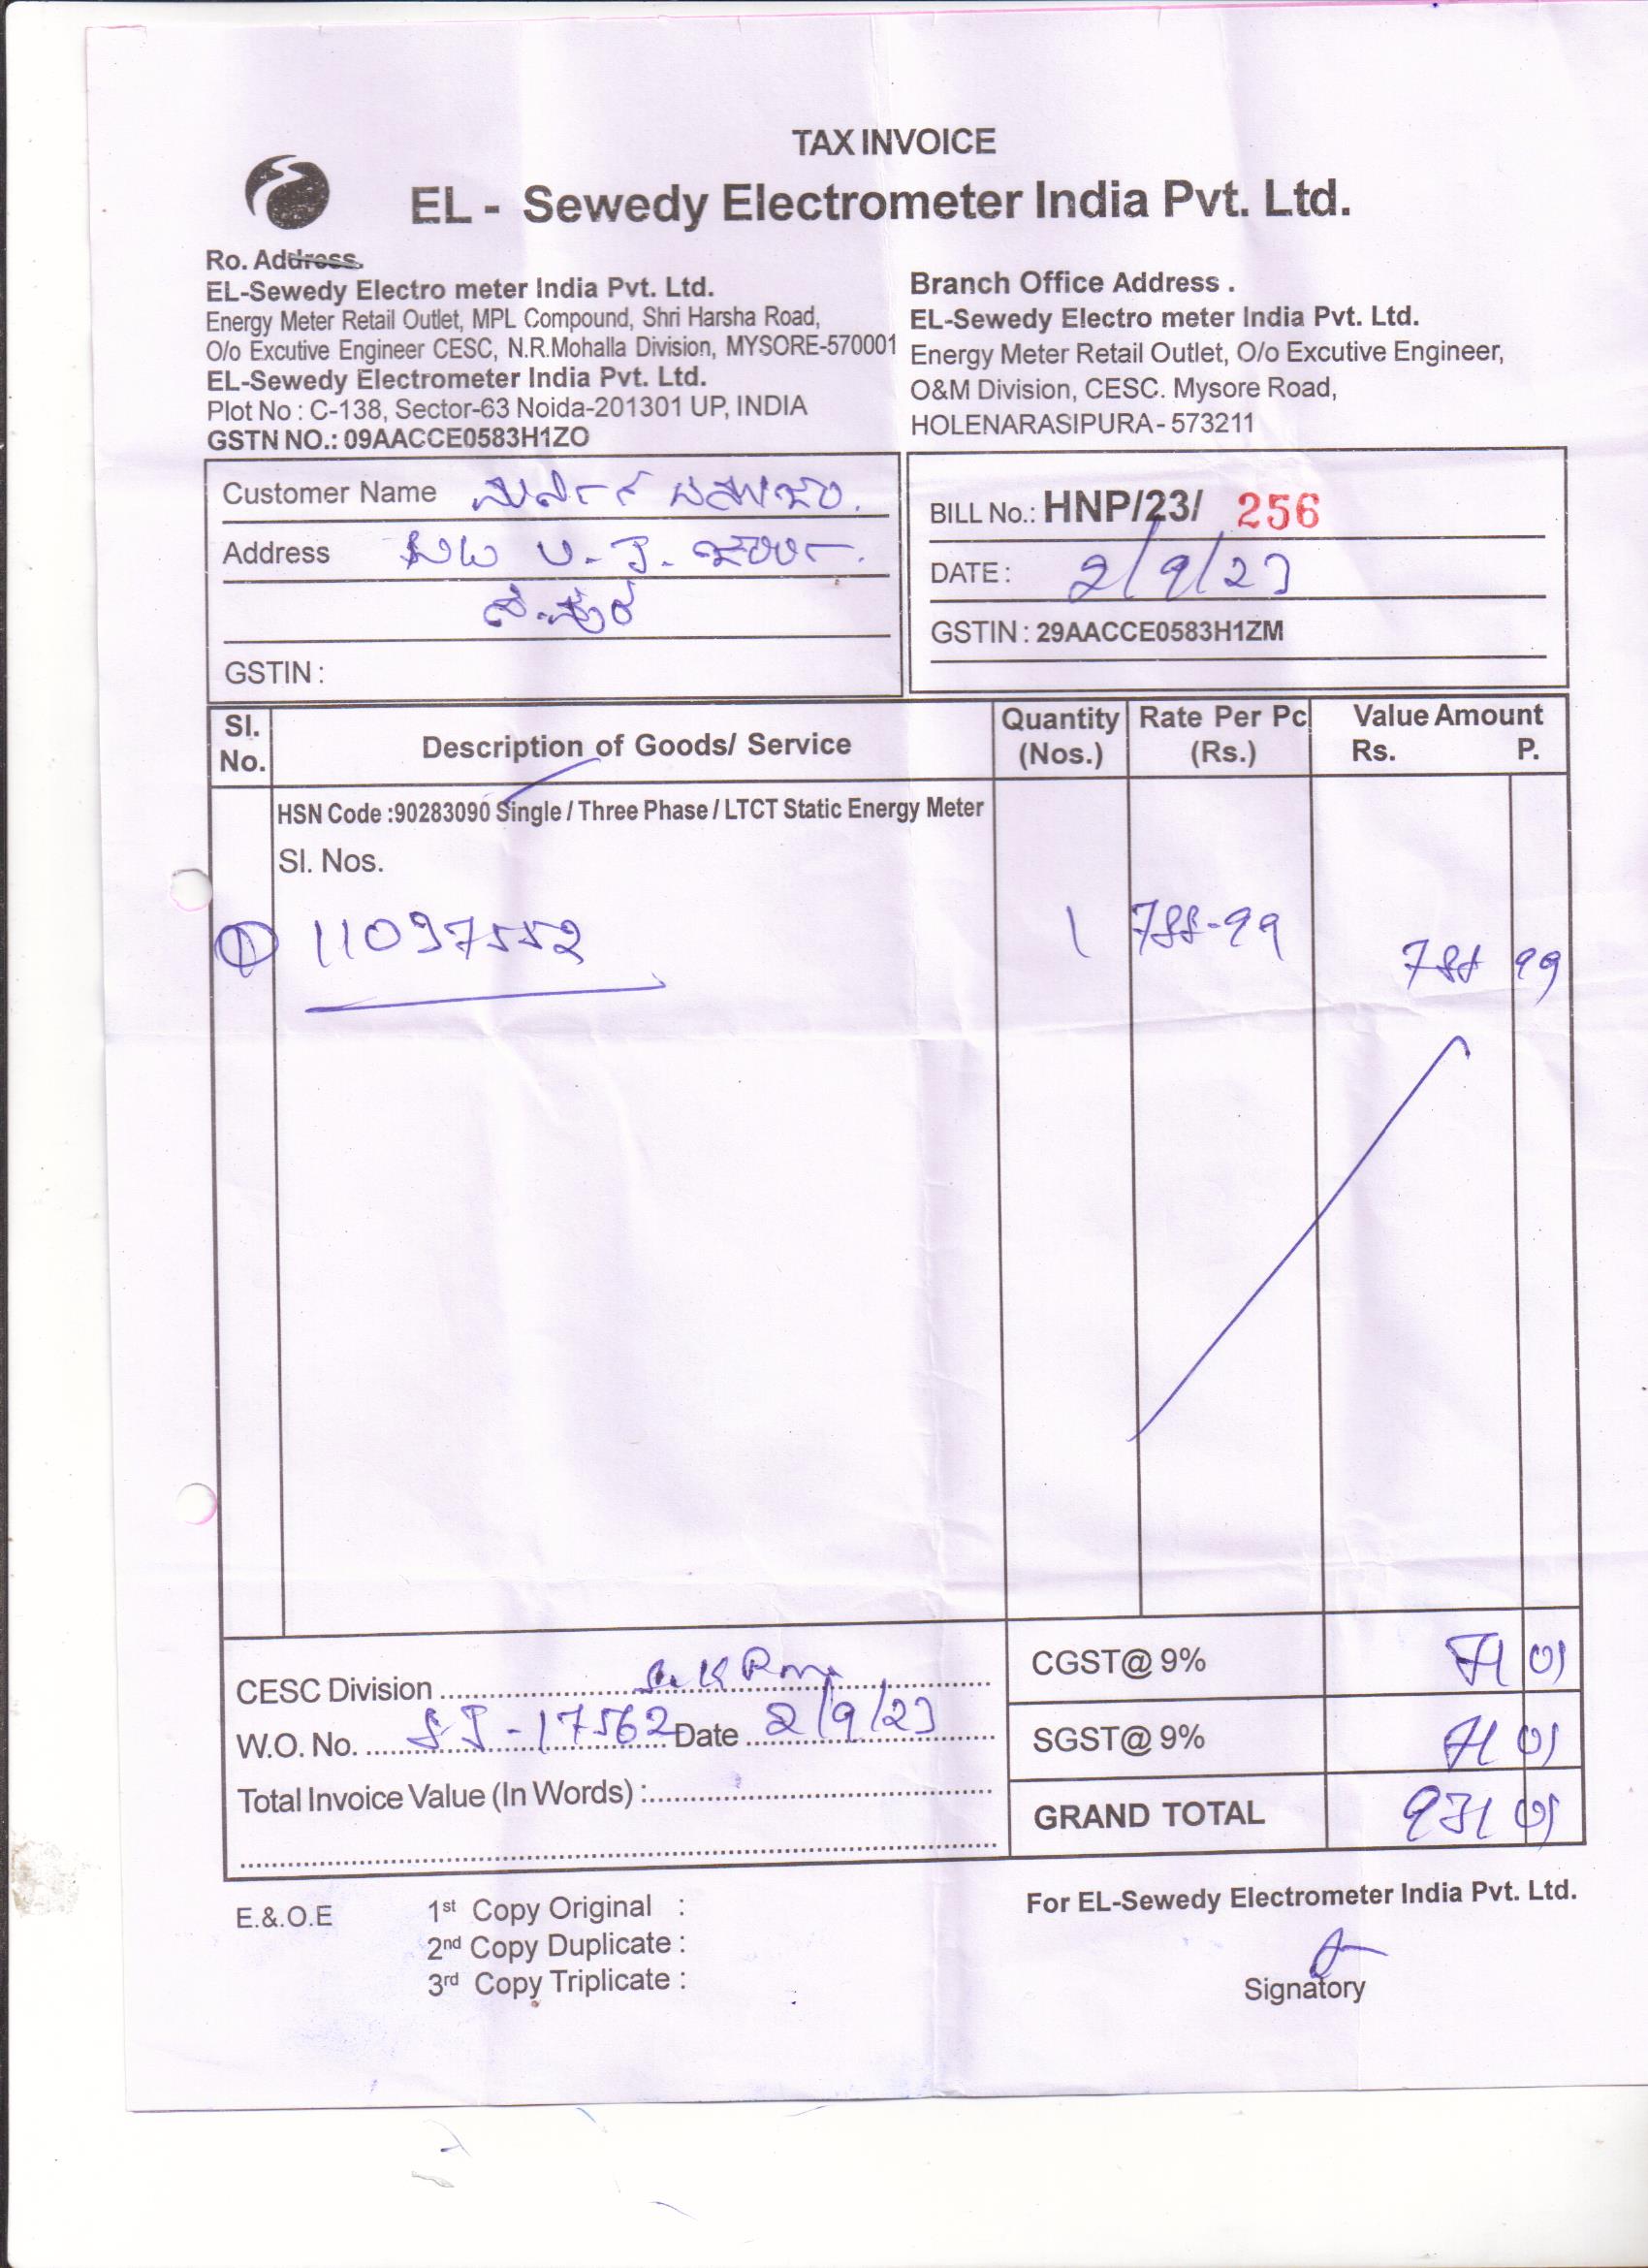 TAX INVOICE
EL - Sewedy Electrometer India Pvt. Ltd.
Ro. Address.
EL-Sewedy Electro meter India Pvt. Ltd.
Energy Meter Retail Outlet, MPL Compound, Shri Harsha Road,
O/o Excutive Engineer CESC, N.R.Mohalla Division, MYSORE-570001
EL-Sewedy Electrometer India Pvt. Ltd.
Plot No : C-138, Sector-63 Noida-201301 UP, INDIA
GSTN NO.: 09AACCE0583H1ZO
Branch Office Address .
EL-Sewedy Electro meter India Pvt. Ltd.
Energy Meter Retail Outlet, O/o Excutive Engineer,
O&M Division, CESC. Mysore Road,
HOLENARASIPURA - 573211
Customer Name
Address
GSTIN :
BILL No.: HNP/23/ 256
DATE : 2/9/23
GSTIN : 29AACCE0583H1ZM
Sl. No. Description of Goods/ Service Quantity (Nos.) Rate Per Pc (Rs.) Value Amount Rs. P.
HSN Code :90283090 Single / Three Phase / LTCT Static Energy Meter
Sl. Nos.
1 11097552 1 788-99 788 99
CESC Division
W.O. No. SJ-17562 Date 2/9/23
Total Invoice Value (In Words) :
CGST@ 9% 71 01
SGST@ 9% 71 01
GRAND TOTAL 931 01
E.&.O.E
1st Copy Original :
2nd Copy Duplicate :
3rd Copy Triplicate :
For EL-Sewedy Electrometer India Pvt. Ltd.
Signatory